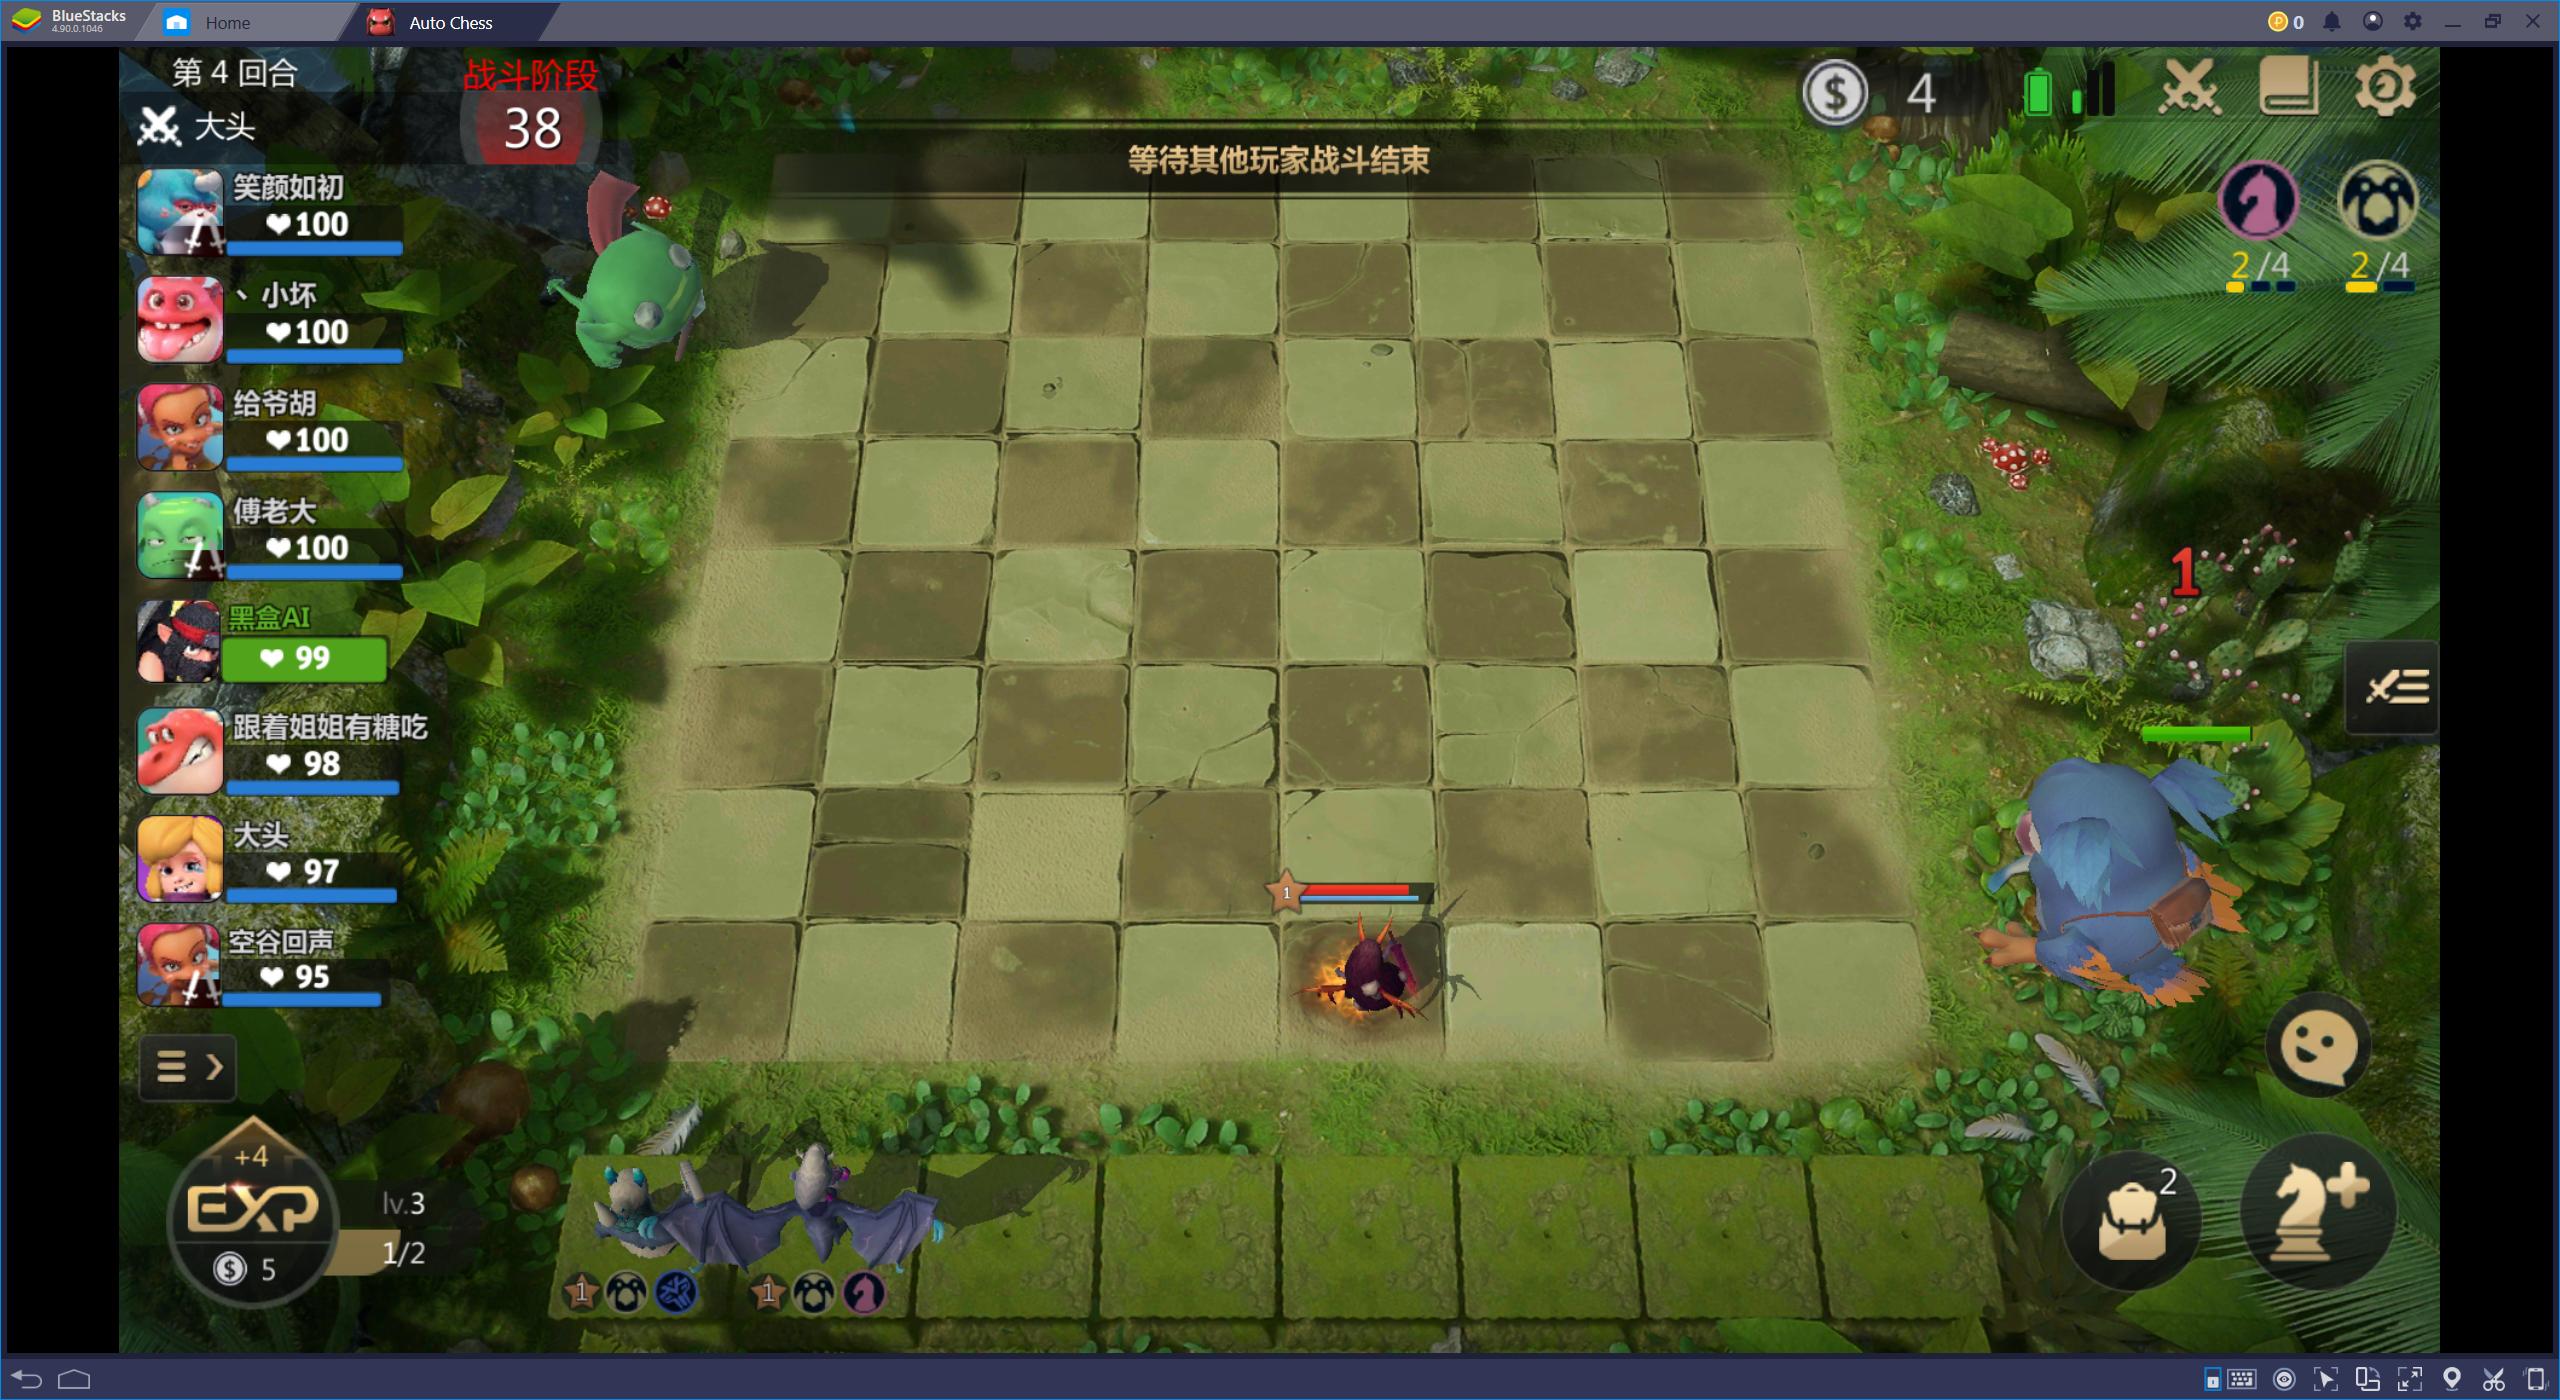 BlueStacks
4.90.0.1046
Home
Auto Chess
0
第 4 回合
战斗阶段
38
大头
4
等待其他玩家战斗结束
笑颜如初
100
丶小坏
100
给爷胡
100
傅老大
100
黑盒AI
99
跟着姐姐有糖吃
98
大头
97
空谷回声
95
2/4
2/4
1
1
+4
EXP
5
lv.3
1/2
1
1
2